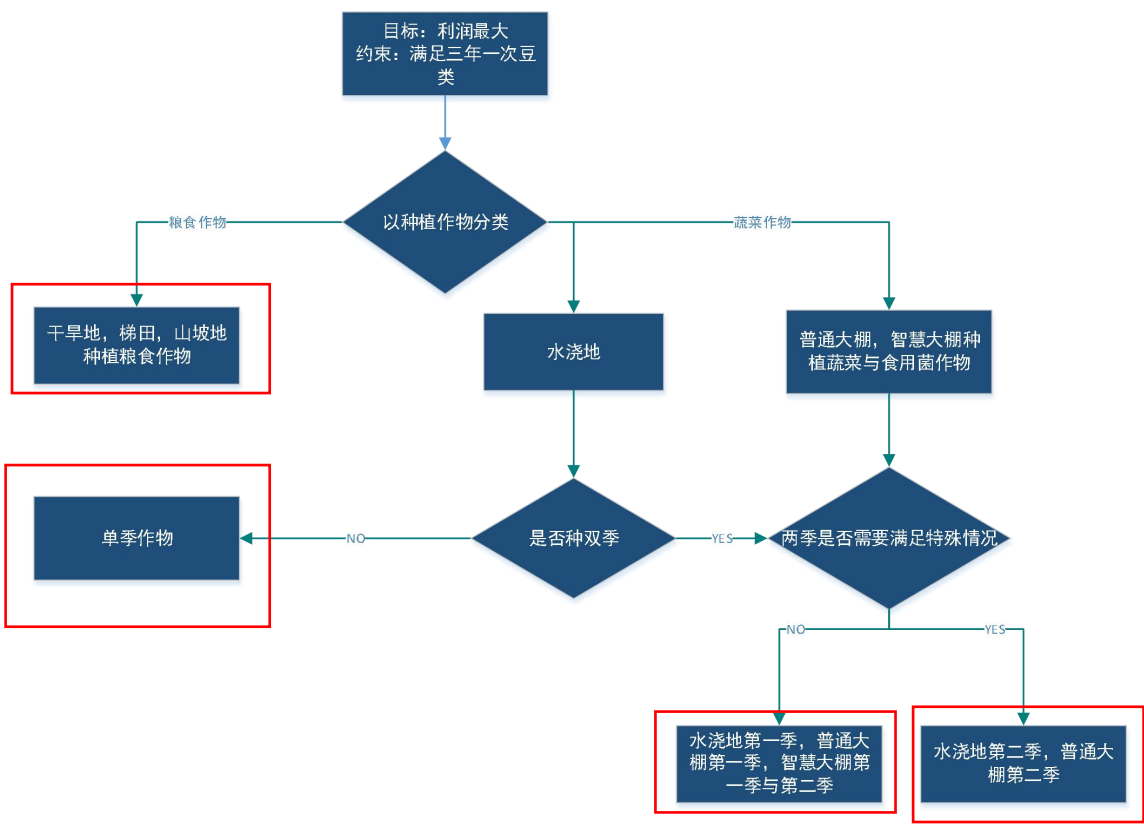 目标：利润最大
约束：满足三年一次豆
类
以种植作物分类
粮食作物
蔬菜作物
干旱地，梯田，山坡地
种植粮食作物
水浇地
普通大棚，智慧大棚种
植蔬菜与食用菌作物
单季作物
NO
是否种双季
YES
两季是否需要满足特殊情况
NO
YES
水浇地第一季，普通大
棚第一季，智慧大棚第
一季与第二季
水浇地第二季，普通大
棚第二季